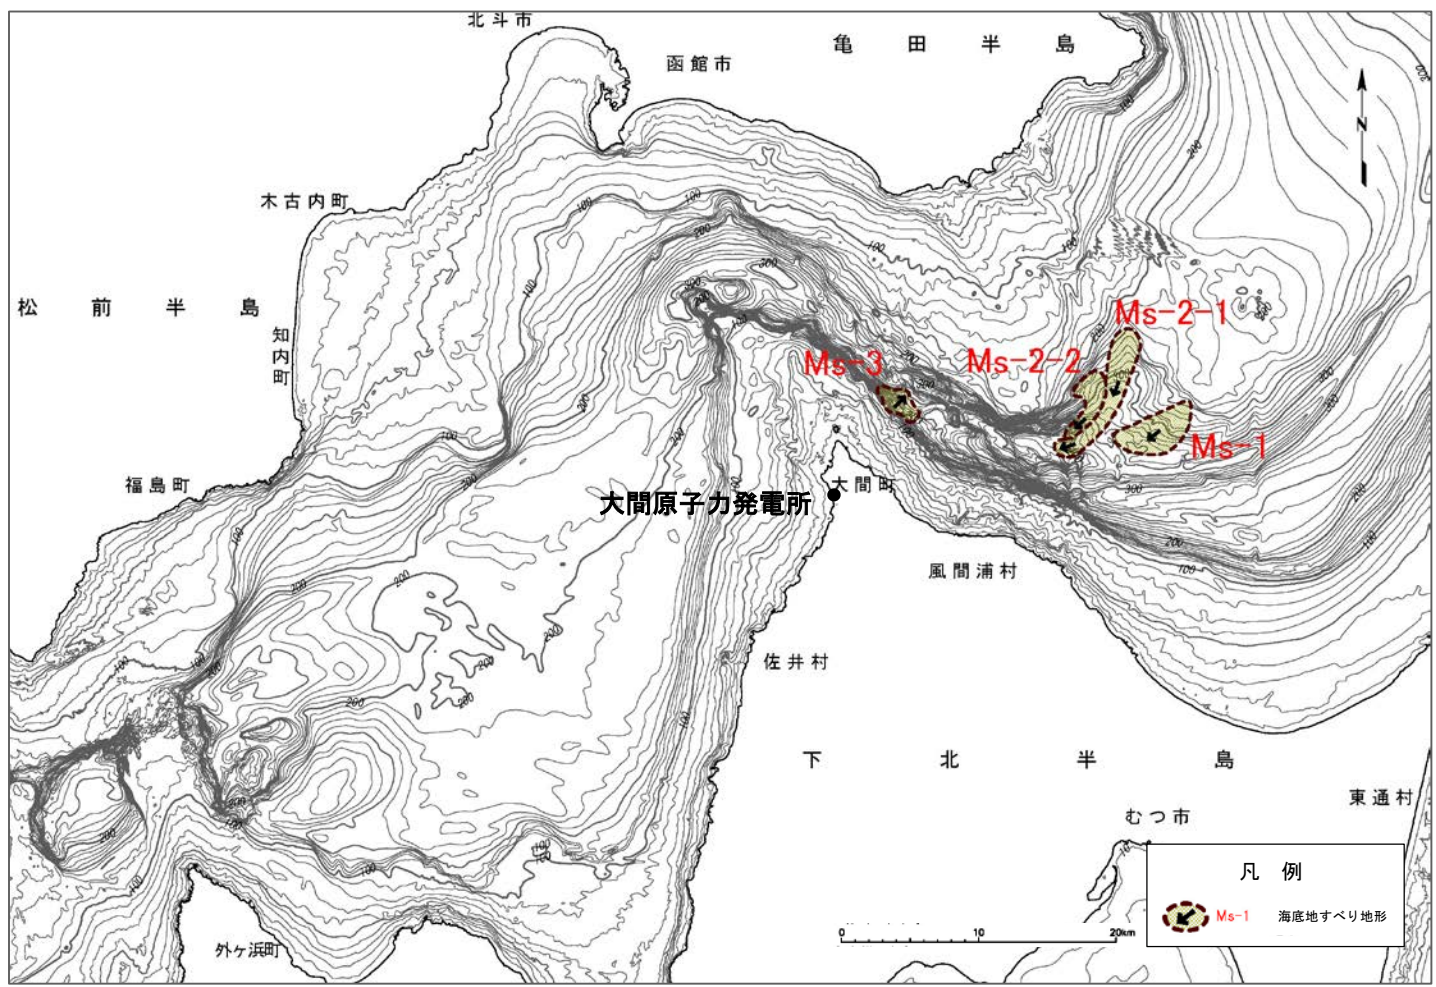 北斗市
亀田半島
函館市
N
木古内町
松前半島
知内町
Ms-2-1
Ms-2-2
Ms-3
Ms-1
福島町
大間町
大間原子力発電所
風間浦村
佐井村
下北半島
東通村
むつ市
外ヶ浜町
0 10 20km
凡例
Ms-1 海底地すべり地形
100
200
300